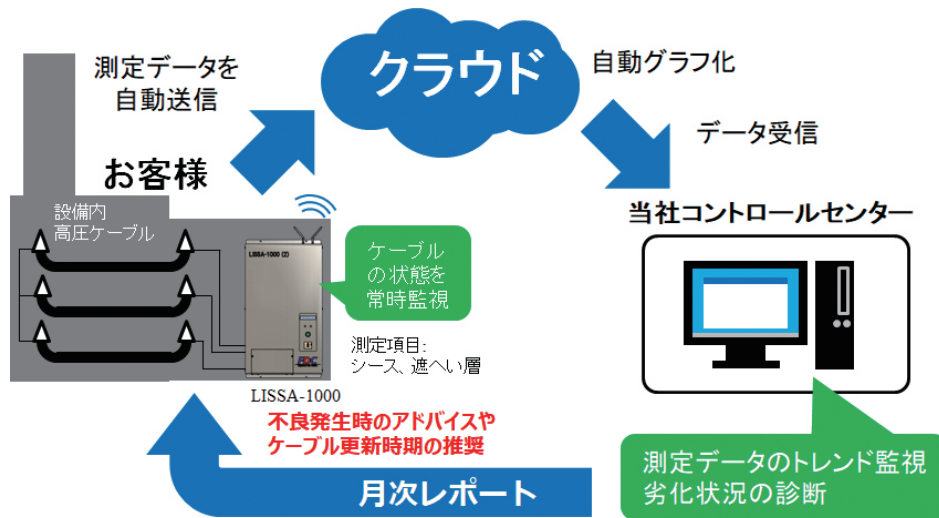 クラウド
測定データを
自動送信
自動グラフ化
データ受信
お客様
設備内
高圧ケーブル
LISSA-1000 (2)
ケーブル
の状態を
常時監視
測定項目:
シース、遮へい層
LISSA-1000
当社コントロールセンター
測定データのトレンド監視
劣化状況の診断
不良発生時のアドバイスや
ケーブル更新時期の推奨
月次レポート